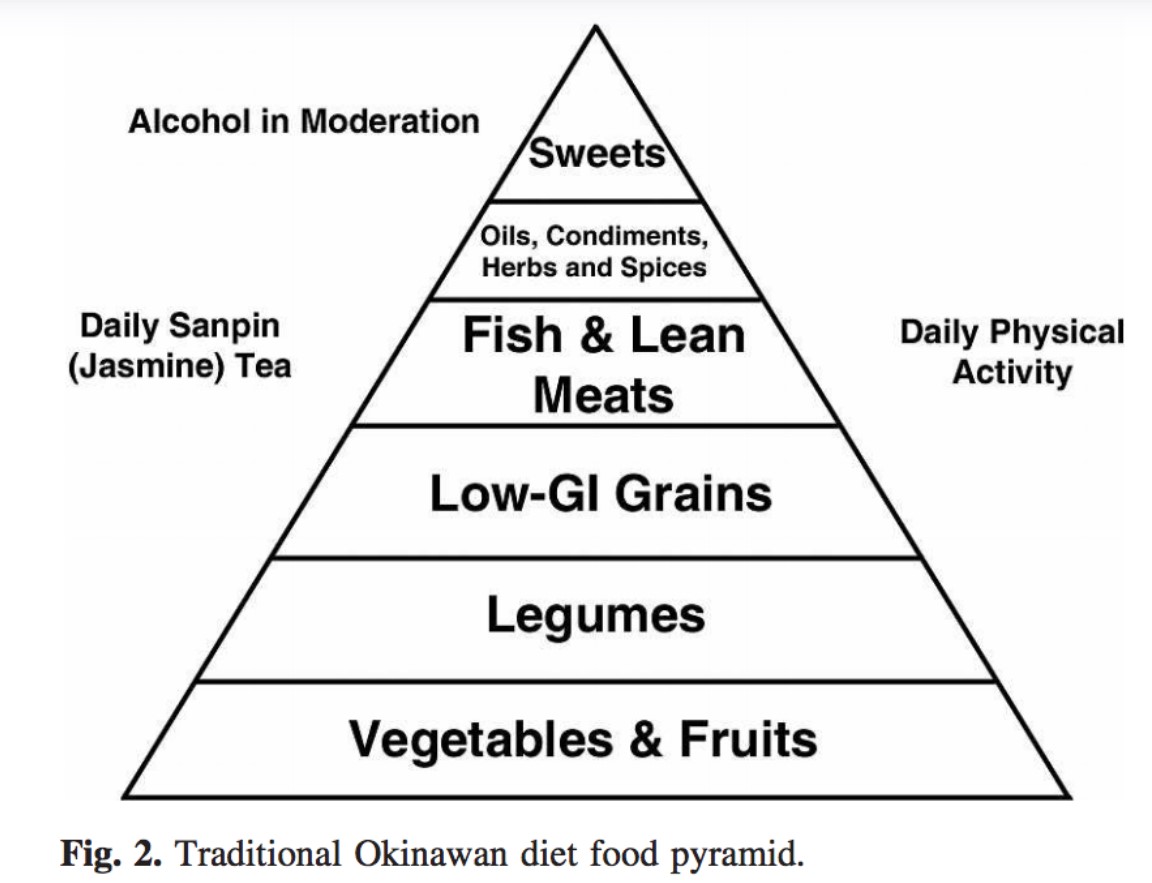 Alcohol in Moderation
Sweets
Oils, Condiments,
Herbs and Spices
Daily Sanpin
(Jasmine) Tea
Fish & Lean
Meats
Daily Physical
Activity
Low-GI Grains
Legumes
Vegetables & Fruits
Fig. 2. Traditional Okinawan diet food pyramid.